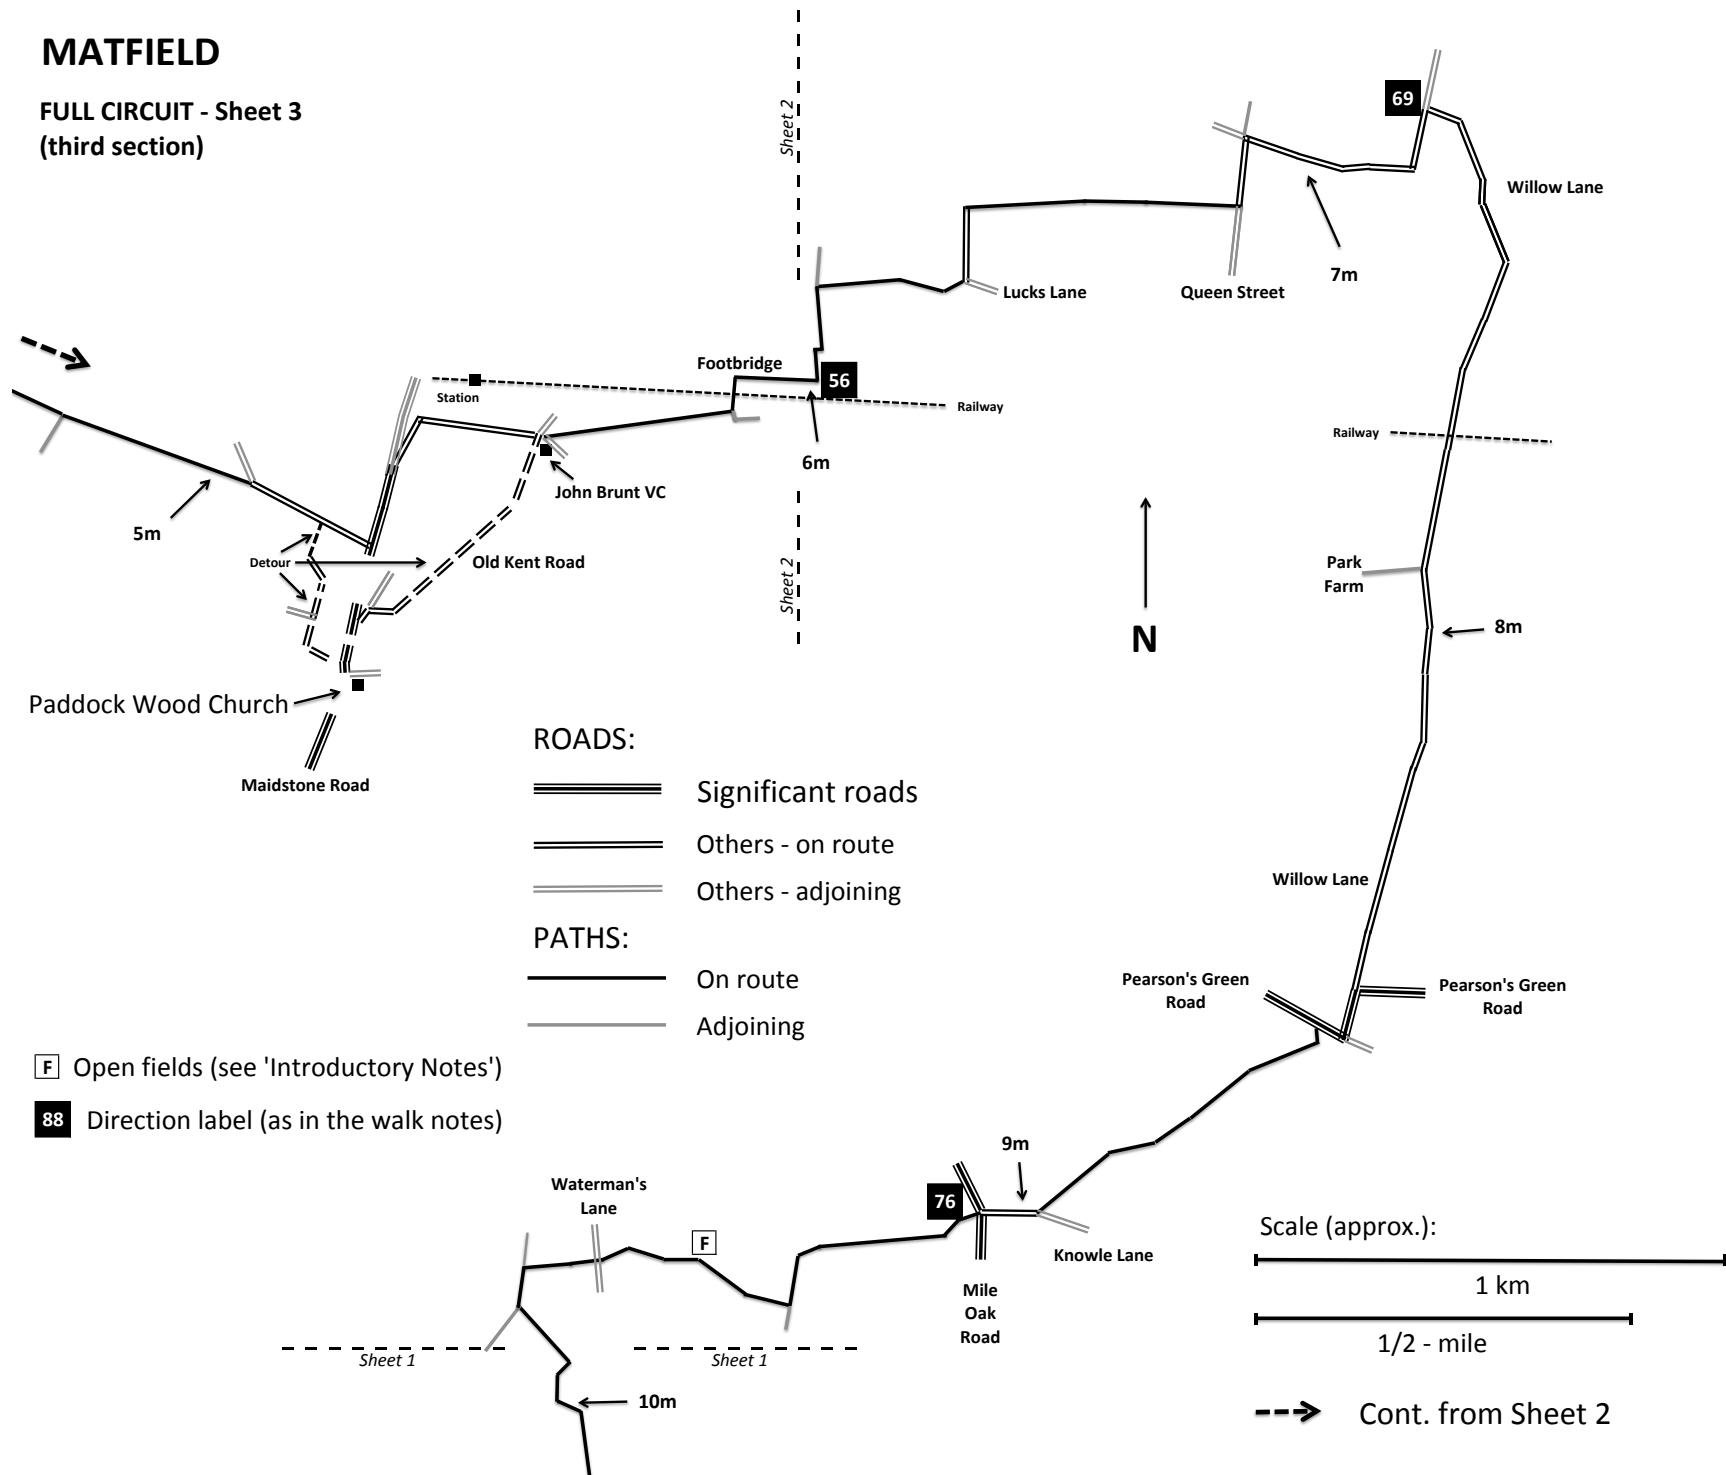 MATFIELD
FULL CIRCUIT - Sheet 3
(third section)
Sheet 2
69
Willow Lane
7m
Lucks Lane
Queen Street
Footbridge
56
Station
Railway
Railway
6m
John Brunt VC
5m
Detour
Old Kent Road
Sheet 2
Park
Farm
N
8m
Paddock Wood Church
Maidstone Road
ROADS:
Significant roads
Others - on route
Others - adjoining
PATHS:
On route
Adjoining
Willow Lane
Pearson's Green
Road
Pearson's Green
Road
F Open fields (see 'Introductory Notes')
88 Direction label (as in the walk notes)
9m
Waterman's
Lane
76
F
Knowle Lane
Mile
Oak
Road
Scale (approx.):
1 km
1/2 - mile
Sheet 1
Sheet 1
10m
Cont. from Sheet 2